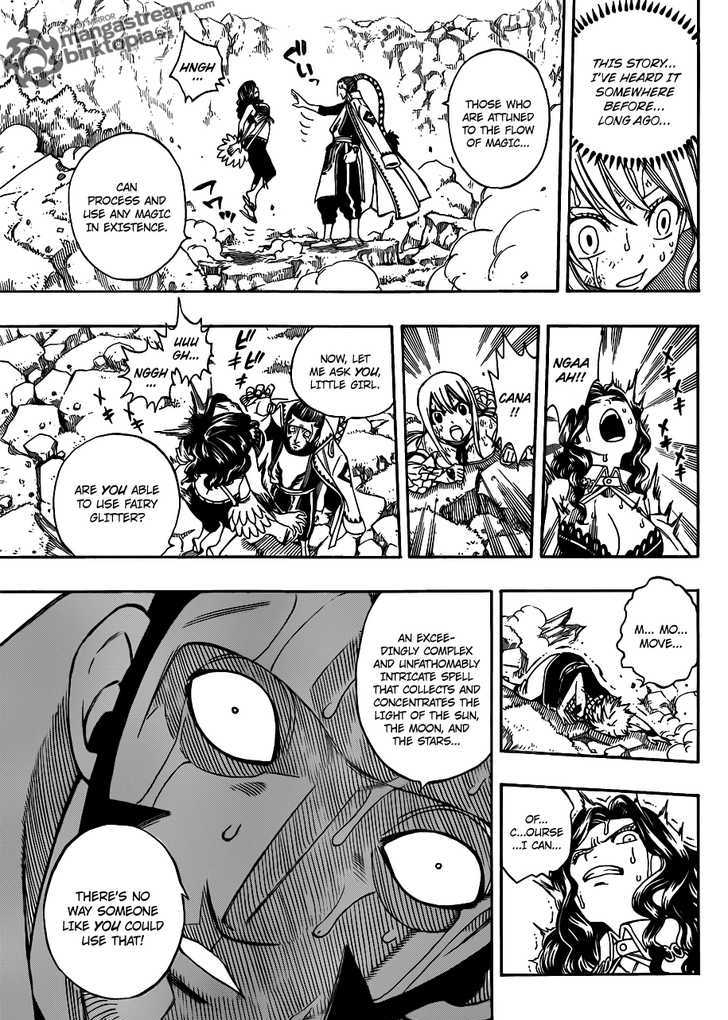 mangastream.com
binktopia
THIS STORY...
I'VE HEARD IT
SOMEWHERE
BEFORE...
LONG AGO...
THOSE WHO
ARE ATTUNED
TO THE FLOW
OF MAGIC...
HNGH
...
CAN
PROCESS AND
USE ANY MAGIC
IN EXISTENCE.
NGAA
AH!!
CANA
!!
NOW, LET
ME ASK YOU,
LITTLE GIRL.
UUU
GH...
NGGH
...
ARE YOU ABLE
TO USE FAIRY
GLITTER?
M... MO...
MOVE...
OF...
C...OURSE
...I CAN...
AN EXCEE-
DINGLY COMPLEX
AND UNFATHOMABLY
INTRICATE SPELL
THAT COLLECTS AND
CONCENTRATES THE
LIGHT OF THE SUN,
THE MOON, AND
THE STARS...
THERE'S NO
WAY SOMEONE
LIKE YOU COULD
USE THAT!